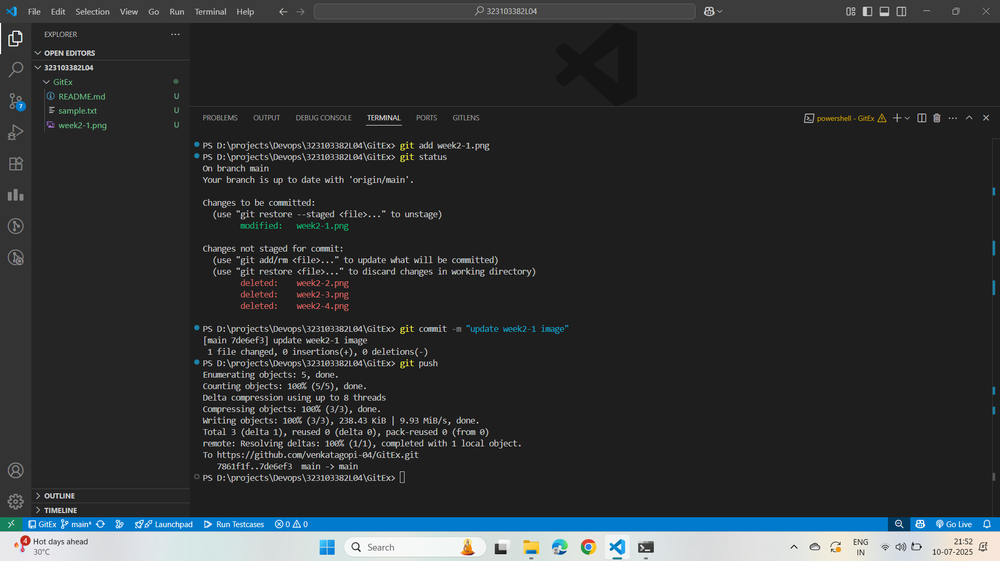 File Edit Selection View Go Run Terminal Help
323103382L04
EXPLORER
OPEN EDITORS
323103382L04
GitEx
README.md U
sample.txt U
week2-1.png U
7
OUTLINE
TIMELINE
PROBLEMS OUTPUT DEBUG CONSOLE TERMINAL PORTS GITLENS
powershell - GitEx
PS D:\projects\Devops\323103382L04\GitEx> git add week2-1.png
PS D:\projects\Devops\323103382L04\GitEx> git status
On branch main
Your branch is up to date with 'origin/main'.
Changes to be committed:
(use "git restore --staged <file>..." to unstage)
modified: week2-1.png
Changes not staged for commit:
(use "git add/rm <file>..." to update what will be committed)
(use "git restore <file>..." to discard changes in working directory)
deleted: week2-2.png
deleted: week2-3.png
deleted: week2-4.png
PS D:\projects\Devops\323103382L04\GitEx> git commit -m "update week2-1 image"
[main 7de6ef3] update week2-1 image
1 file changed, 0 insertions(+), 0 deletions(-)
PS D:\projects\Devops\323103382L04\GitEx> git push
Enumerating objects: 5, done.
Counting objects: 100% (5/5), done.
Delta compression using up to 8 threads
Compressing objects: 100% (3/3), done.
Writing objects: 100% (3/3), 238.43 KiB | 9.93 MiB/s, done.
Total 3 (delta 1), reused 0 (delta 0), pack-reused 0 (from 0)
remote: Resolving deltas: 100% (1/1), completed with 1 local object.
To https://github.com/venkatagopi-04/GitEx.git
7861f1f..7de6ef3 main -> main
PS D:\projects\Devops\323103382L04\GitEx>
GitEx main* Launchpad Run Testcases 0 0 Go Live
4 Hot days ahead
30°C
Search
ENG
IN
21:52
10-07-2025